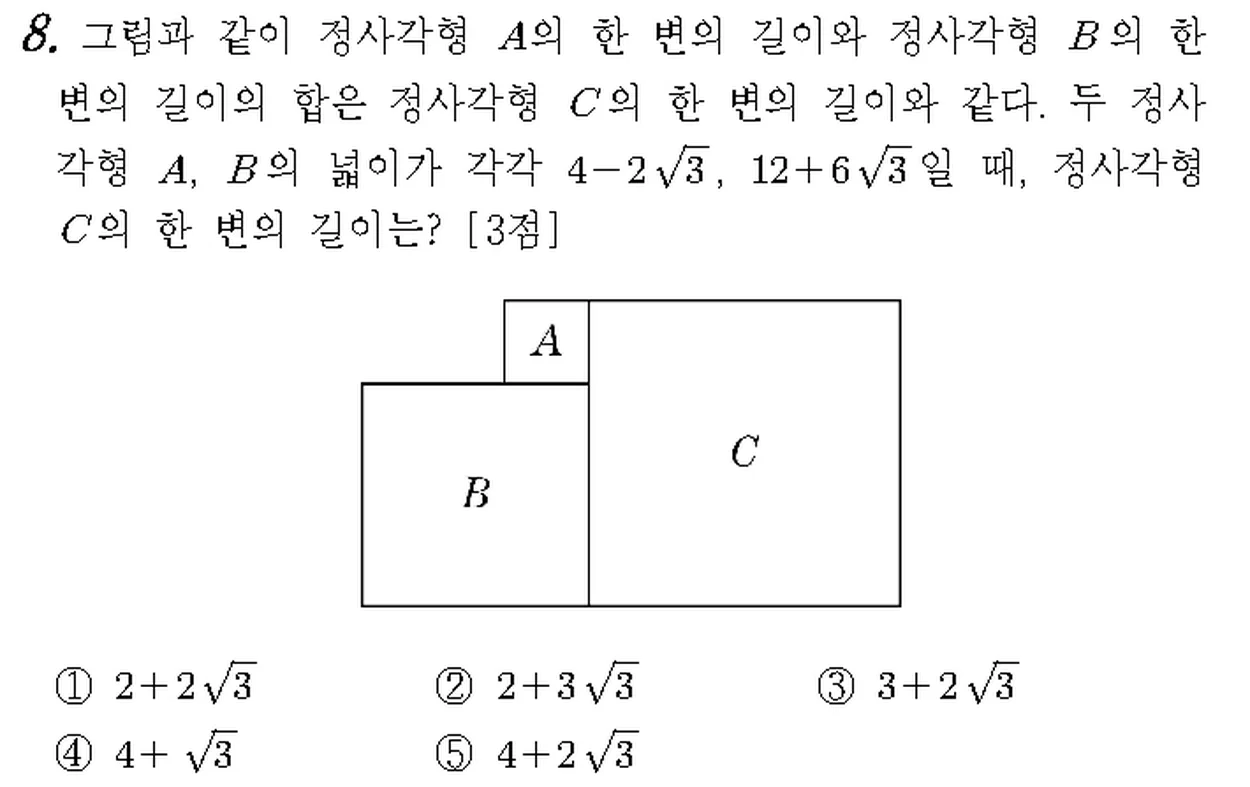 8. 그림과 같이 정사각형 A의 한 변의 길이와 정사각형 B의 한
변의 길이의 합은 정사각형 C의 한 변의 길이와 같다. 두 정사
각형 A, B의 넓이가 각각 4−2√3, 12+6√3일 때, 정사각형
C의 한 변의 길이는? [3점]
A
C
B
① 2+2√3 ② 2+3√3 ③ 3+2√3
④ 4+√3 ⑤ 4+2√3